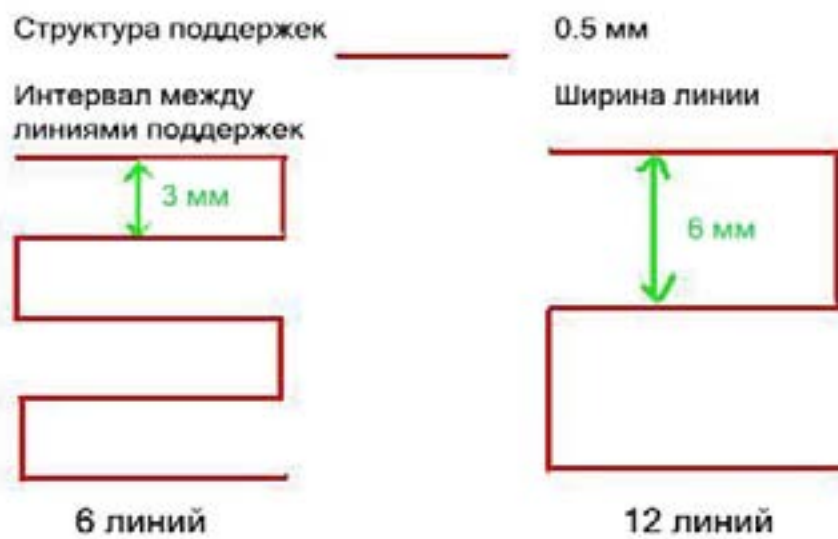 Структура поддержек
0.5 мм
Интервал между
линиями поддержек
Ширина линии
3 мм
6 мм
6 линий
12 линий